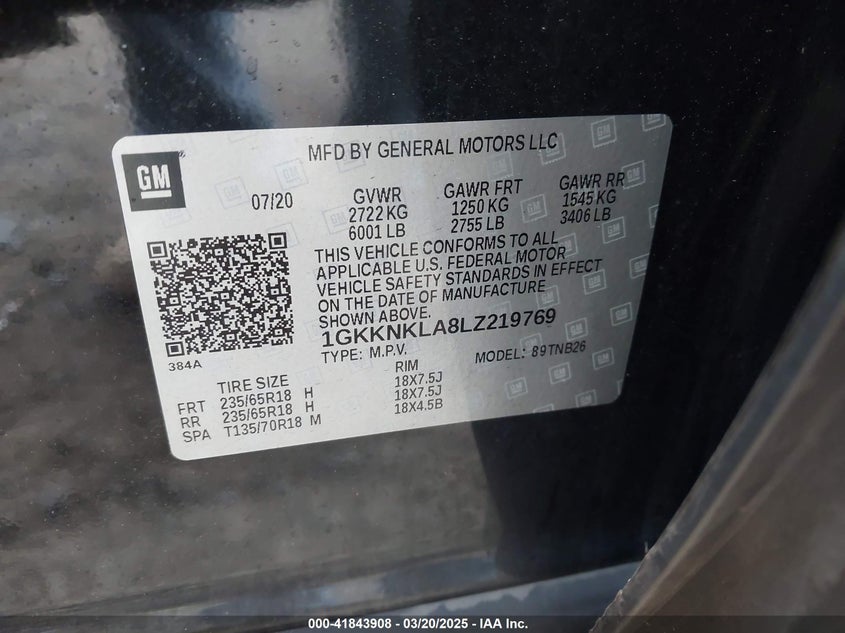 MFD BY GENERAL MOTORS LLC
GM
07/20
GVWR
2722 KG
6001 LB
GAWR FRT
1250 KG
2755 LB
GAWR RR
1545 KG
3406 LB
THIS VEHICLE CONFORMS TO ALL
APPLICABLE U.S. FEDERAL MOTOR
VEHICLE SAFETY STANDARDS IN EFFECT
ON THE DATE OF MANUFACTURE
SHOWN ABOVE.
1GKKNKLA8LZ219769
TYPE: M.P.V. MODEL: 89TNB26
384A
TIRE SIZE RIM
FRT 235/65R18 H 18X7.5J
RR 235/65R18 H 18X7.5J
SPA T135/70R18 M 18X4.5B
000-41843908 - 03/20/2025 - IAA Inc.